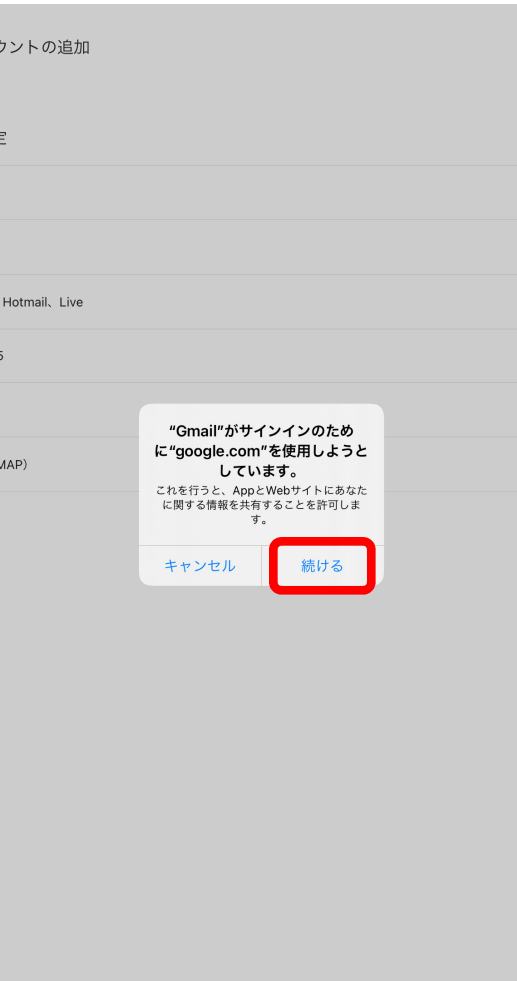 ウントの追加
定
Hotmail、Live
5
MAP）
“Gmail”がサインインのため
に“google.com”を使用しようと
しています。
これを行うと、AppとWebサイトにあなた
に関する情報を共有することを許可しま
す。
キャンセル
続ける